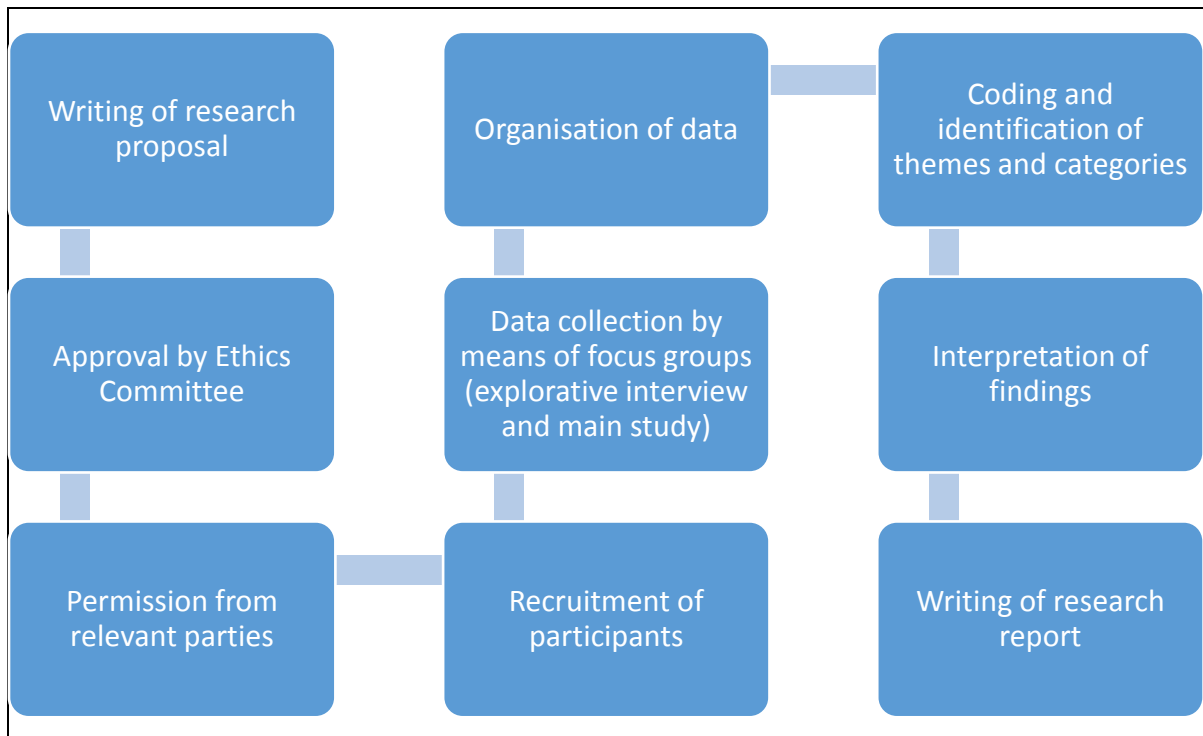 Writing of research
proposal
Approval by Ethics
Committee
Permission from
relevant parties
Recruitment of
participants
Data collection by
means of focus groups
(explorative interview
and main study)
Organisation of data
Coding and
identification of
themes and categories
Interpretation of
findings
Writing of research
report